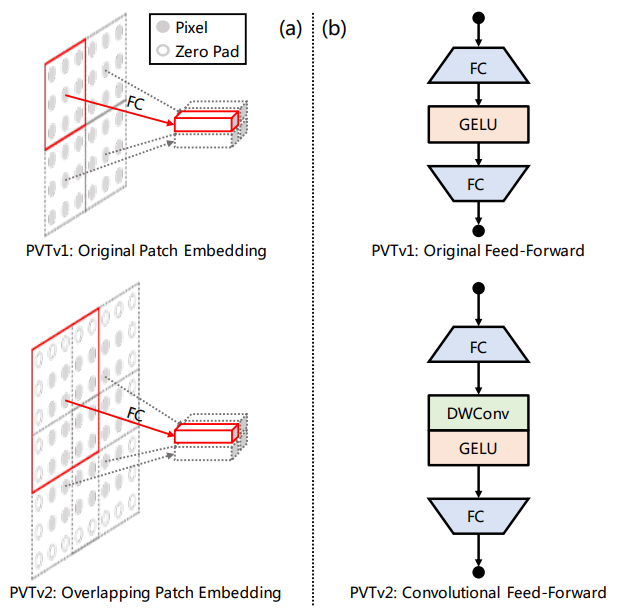 Pixel
Zero Pad
(a)
FC
PVTv1: Original Patch Embedding
FC
PVTv2: Overlapping Patch Embedding
(b)
FC
GELU
FC
PVTv1: Original Feed-Forward
FC
DWConv
GELU
FC
PVTv2: Convolutional Feed-Forward